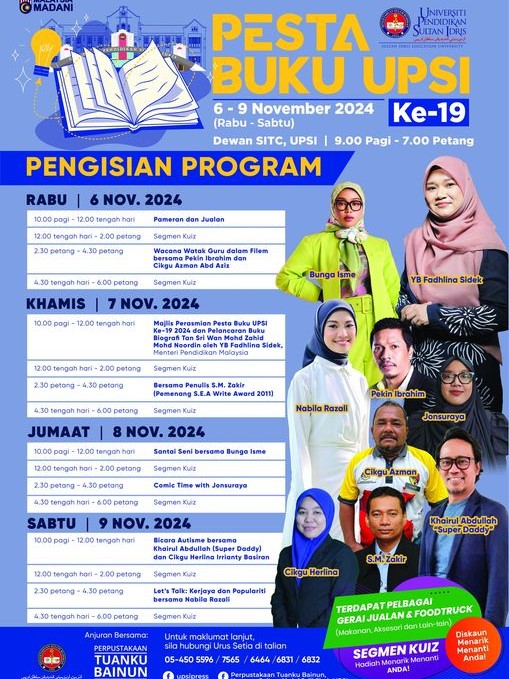 MALAYSIA
MADANI
PESTA
BUKU UPSI
Ke-19
UNIVERSITI
PENDIDIKAN
SULTAN IDRIS
SULTAN IDRIS EDUCATION UNIVERSITY
6 - 9 November 2024
(Rabu - Sabtu)
Dewan SITC, UPSI | 9.00 Pagi - 7.00 Petang
PENGISIAN PROGRAM
RABU | 6 NOV. 2024
10.00 pagi - 12.00 tengah hari Pameran dan Jualan
12.00 tengah hari - 2.00 petang Segmen Kuiz
2.30 petang - 4.30 petang Wacana Watak Guru dalam Filem
bersama Pekin Ibrahim dan
Cikgu Azman Abd Aziz
4.30 tengah hari - 6.00 petang Segmen Kuiz
KHAMIS | 7 NOV. 2024
10.00 pagi - 12.00 tengah hari Majlis Perasmian Pesta Buku UPSI
Ke-19 2024 dan Pelancaran Buku
Biografi Tan Sri Wan Mohd Zahid
Mohd Noordin oleh YB Fadhlina Sidek,
Menteri Pendidikan Malaysia
12.00 tengah hari - 2.00 petang Segmen Kuiz
2.30 petang - 4.30 petang Bersama Penulis S.M. Zakir
(Pemenang S.E.A Write Award 2011)
4.30 tengah hari - 6.00 petang Segmen Kuiz
JUMAAT | 8 NOV. 2024
10.00 pagi - 12.00 tengah hari Santai Seni bersama Bunga Isme
12.00 tengah hari - 2.00 petang Segmen Kuiz
2.30 petang - 4.30 petang Comic Time with Jonsuraya
4.30 tengah hari - 6.00 petang Segmen Kuiz
SABTU | 9 NOV. 2024
10.00 pagi - 12.00 tengah hari Bicara Autisme bersama
Khairul Abdullah (Super Daddy)
dan Cikgu Herlina Irrianty Basiran
12.00 tengah hari - 2.00 petang Segmen Kuiz
2.30 petang - 4.30 petang Let's Talk: Kerjaya dan Populariti
bersama Nabila Razali
4.30 tengah hari - 6.00 petang Segmen Kuiz
Bunga Isme
YB Fadhlina Sidek
Nabila Razali
Pekin Ibrahim
Jonsuraya
Cikgu Azman
Khairul Abdullah
"Super Daddy"
Cikgu Herlina
S.M. Zakir
TERDAPAT PELBAGAI
GERAI JUALAN & FOODTRUCK
(Makanan, Aksesori dan Lain-lain)
SEGMEN KUIZ
Hadiah Menarik Menanti
ANDA!
Diskaun
Menarik
Menanti
Anda!
Anjuran Bersama:
PERPUSTAKAAN
TUANKU
BAINUN
Untuk maklumat lanjut,
sila hubungi Urus Setia di talian
05-450 5596 / 7565 / 6464 / 6831 / 6832
upsipress
Perpustakaan Tuanku Bainun,